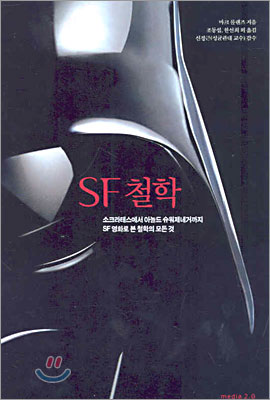 마크 롤랜즈 지음
조동섭, 한선희 외 옮김
신정근(성균관대 교수) 감수
SF 철학
소크라테스에서 아놀드 슈워제네거까지
SF 영화로 본 철학의 모든 것
media 2.0